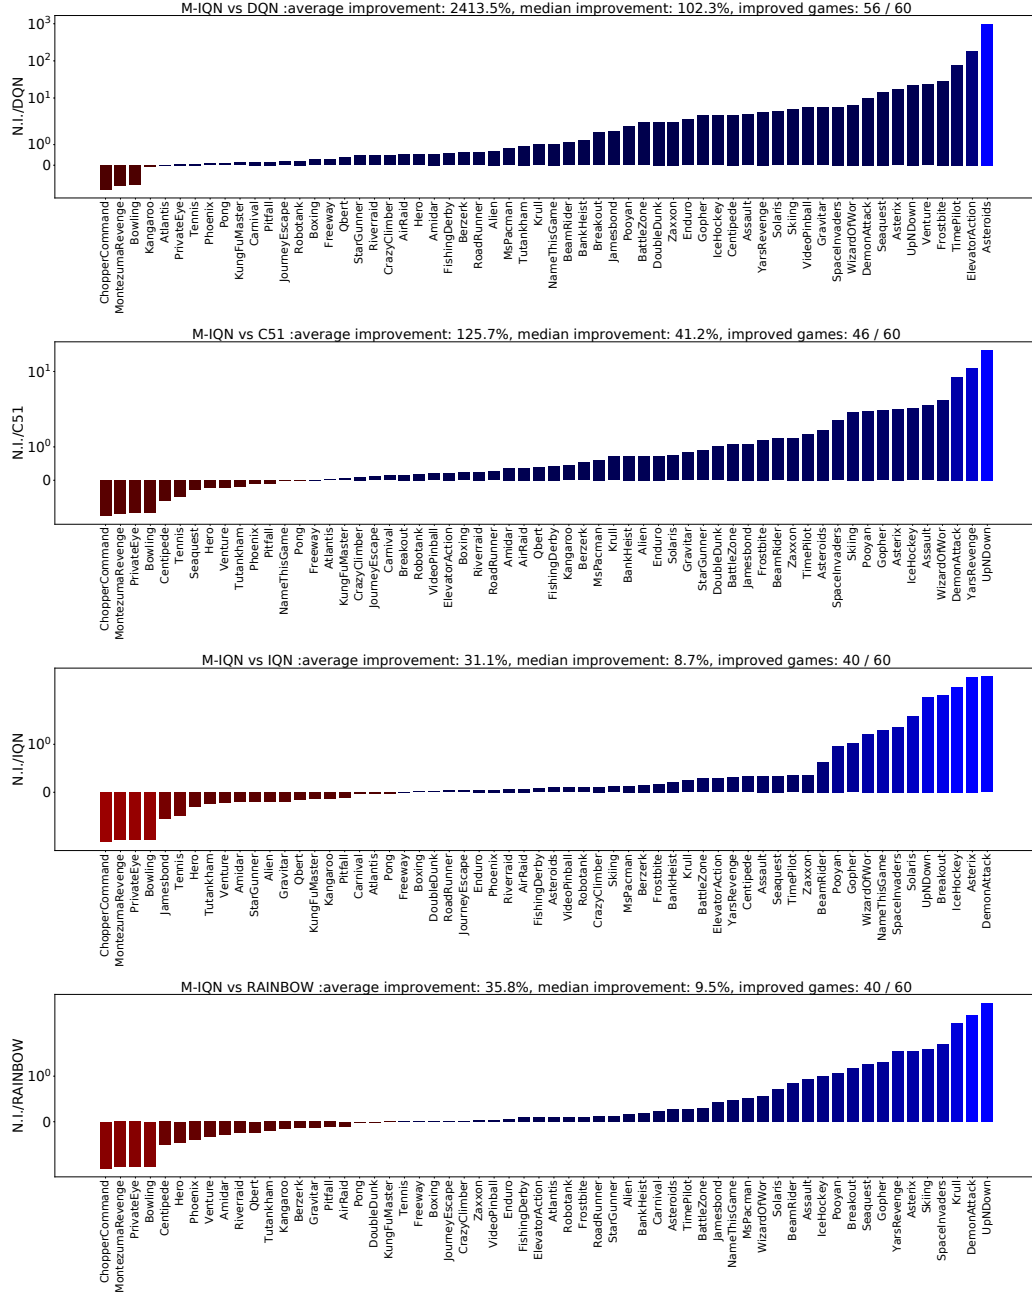 M-IQN vs DQN :average improvement: 2413.5%, median improvement: 102.3%, improved games: 56 / 60
N.I./DQN
10³
10²
10¹
10⁰
0
ChopperCommand
MontezumaRevenge
PrivateEye
Bowling
Kangaroo
Atlantis
PrivateEye
Tennis
Phoenix
Pong
KungFuMaster
Carnival
Pitfall
JourneyEscape
Robotank
Boxing
Freeway
Qbert
StarGunner
Riverraid
CrazyClimber
AirRaid
Hero
Amidar
FishingDerby
Berzerk
RoadRunner
Alien
MsPacman
Tutankham
Krull
NameThisGame
BeamRider
BankHeist
Breakout
Jamesbond
Pooyan
BattleZone
DoubleDunk
Zaxxon
Enduro
Gopher
IceHockey
Centipede
Assault
YarsRevenge
Solaris
Skiing
VideoPinball
Gravitar
SpaceInvaders
WizardOfWor
DemonAttack
Seaquest
Asterix
UpNDown
Venture
Frostbite
TimePilot
ElevatorAction
Asteroids
M-IQN vs C51 :average improvement: 125.7%, median improvement: 41.2%, improved games: 46 / 60
N.I./C51
10¹
10⁰
0
ChopperCommand
MontezumaRevenge
PrivateEye
Bowling
Centipede
Tennis
Seaquest
Hero
Venture
Tutankham
Phoenix
Pitfall
NameThisGame
Pong
Freeway
Atlantis
KungFuMaster
CrazyClimber
JourneyEscape
Carnival
Breakout
Robotank
VideoPinball
ElevatorAction
Boxing
Riverraid
RoadRunner
Amidar
AirRaid
Qbert
FishingDerby
Kangaroo
Berzerk
MsPacman
Krull
BankHeist
Alien
Enduro
Solaris
Gravitar
StarGunner
DoubleDunk
BattleZone
Jamesbond
Frostbite
BeamRider
Zaxxon
TimePilot
Asteroids
SpaceInvaders
Skiing
Pooyan
Gopher
Asterix
IceHockey
Assault
WizardOfWor
DemonAttack
YarsRevenge
UpNDown
M-IQN vs IQN :average improvement: 31.1%, median improvement: 8.7%, improved games: 40 / 60
N.I./IQN
10⁰
0
ChopperCommand
MontezumaRevenge
PrivateEye
Bowling
Jamesbond
Tennis
Hero
Tutankham
Venture
Amidar
StarGunner
Alien
Gravitar
Qbert
KungFuMaster
Kangaroo
Pitfall
Carnival
Atlantis
Pong
Freeway
Boxing
DoubleDunk
RoadRunner
JourneyEscape
Enduro
Phoenix
Riverraid
AirRaid
FishingDerby
Asteroids
VideoPinball
Robotank
CrazyClimber
Skiing
MsPacman
Berzerk
Frostbite
BankHeist
Krull
BattleZone
ElevatorAction
YarsRevenge
Centipede
Assault
Seaquest
TimePilot
Zaxxon
BeamRider
Pooyan
Gopher
WizardOfWor
NameThisGame
SpaceInvaders
Solaris
UpNDown
Breakout
IceHockey
Asterix
DemonAttack
M-IQN vs RAINBOW :average improvement: 35.8%, median improvement: 9.5%, improved games: 40 / 60
N.I./RAINBOW
10⁰
0
ChopperCommand
MontezumaRevenge
PrivateEye
Bowling
Centipede
Hero
Phoenix
Venture
Amidar
Riverraid
Qbert
Tutankham
Kangaroo
Berzerk
Gravitar
Pitfall
AirRaid
Pong
DoubleDunk
KungFuMaster
Tennis
Freeway
Boxing
JourneyEscape
CrazyClimber
Zaxxon
VideoPinball
Enduro
FishingDerby
ElevatorAction
Atlantis
Robotank
Frostbite
RoadRunner
StarGunner
Alien
BankHeist
Carnival
Asteroids
TimePilot
BattleZone
Jamesbond
NameThisGame
MsPacman
WizardOfWor
Solaris
BeamRider
Assault
IceHockey
Pooyan
Breakout
Seaquest
Gopher
YarsRevenge
Asterix
Skiing
SpaceInvaders
Krull
DemonAttack
UpNDown